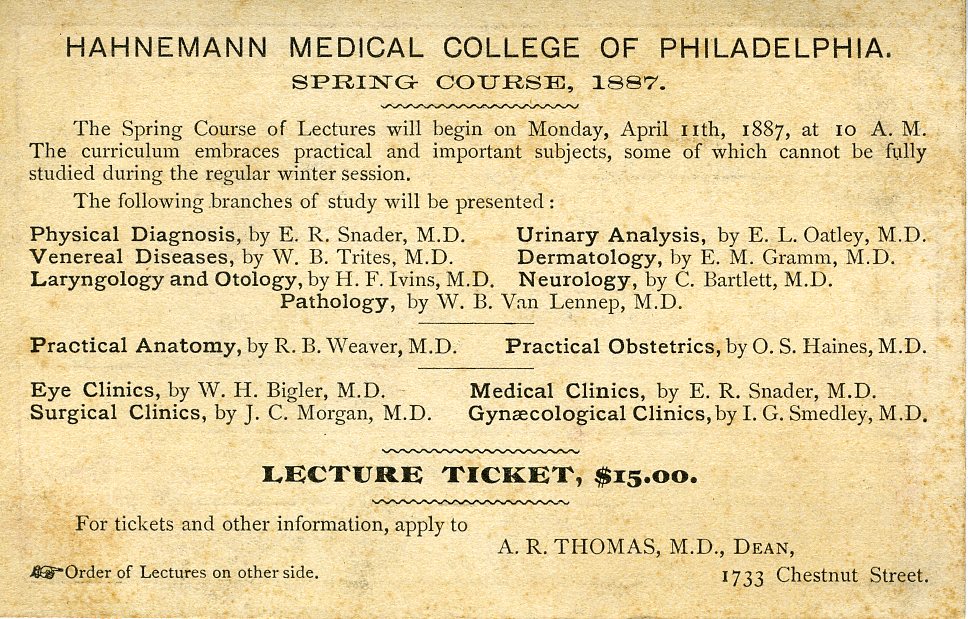 HAHNEMANN MEDICAL COLLEGE OF PHILADELPHIA.
SPRING COURSE, 1887.
The Spring Course of Lectures will begin on Monday, April 11th, 1887, at 10 A. M.
The curriculum embraces practical and important subjects, some of which cannot be fully
studied during the regular winter session.
The following branches of study will be presented :
Physical Diagnosis, by E. R. Snader, M.D. Urinary Analysis, by E. L. Oatley, M.D.
Venereal Diseases, by W. B. Trites, M.D. Dermatology, by E. M. Gramm, M.D.
Laryngology and Otology, by H. F. Ivins, M.D. Neurology, by C. Bartlett, M.D.
Pathology, by W. B. Van Lennep, M.D.
Practical Anatomy, by R. B. Weaver, M.D. Practical Obstetrics, by O. S. Haines, M.D.
Eye Clinics, by W. H. Bigler, M.D. Medical Clinics, by E. R. Snader, M.D.
Surgical Clinics, by J. C. Morgan, M.D. Gynæcological Clinics, by I. G. Smedley, M.D.
LECTURE TICKET, $15.00.
For tickets and other information, apply to
A. R. THOMAS, M.D., DEAN,
☞Order of Lectures on other side. 1733 Chestnut Street.